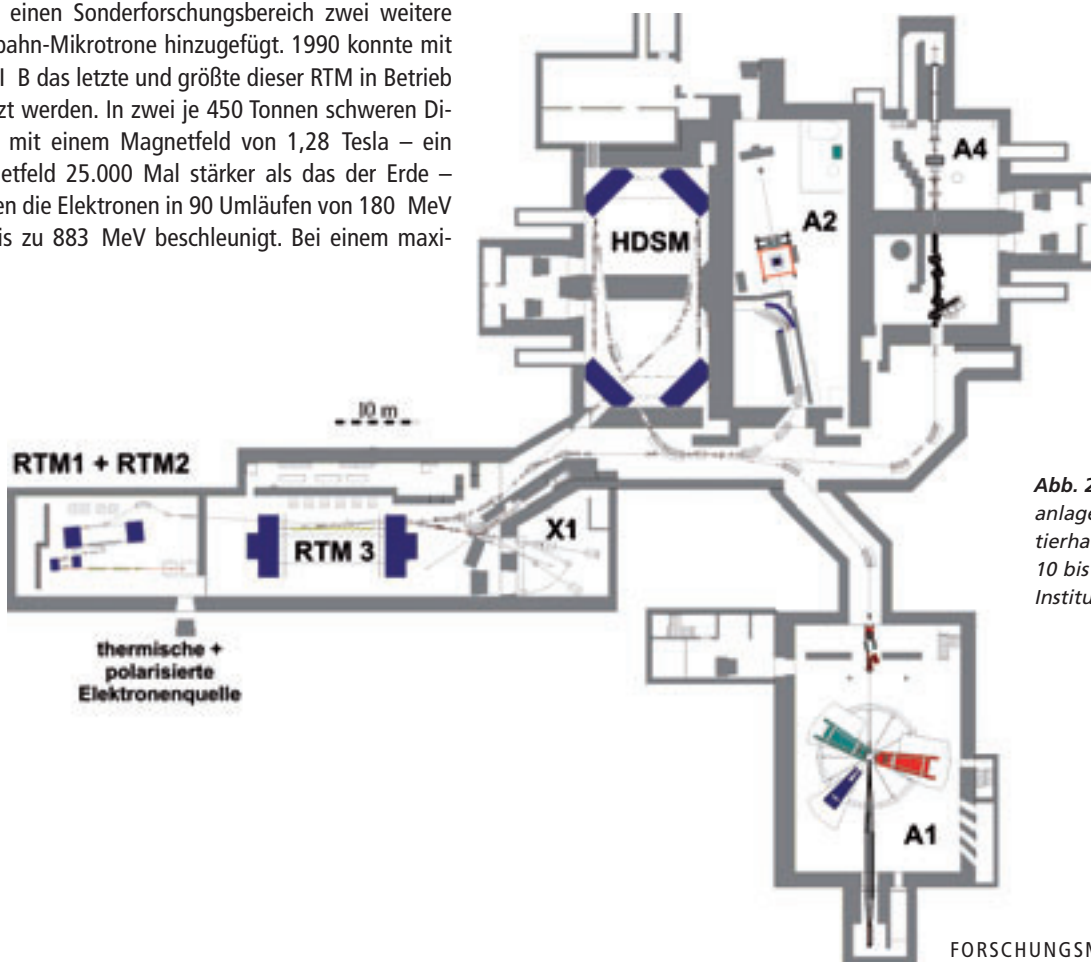 einen Sonderforschungsbereich zwei weitere
bahn-Mikrotrone hinzugefügt. 1990 konnte mit
I B das letzte und größte dieser RTM in Betrieb
zt werden. In zwei je 450 Tonnen schweren Di-
mit einem Magnetfeld von 1,28 Tesla – ein
etfeld 25.000 Mal stärker als das der Erde –
en die Elektronen in 90 Umläufen von 180 MeV
is zu 883 MeV beschleunigt. Bei einem maxi-
A4
A2
HDSM
10 m
RTM1 + RTM2
RTM 3
X1
thermische +
polarisierte
Elektronenquelle
A1
Abb. 2
anlage
tierha
10 bis
Institu
FORSCHUNGSM